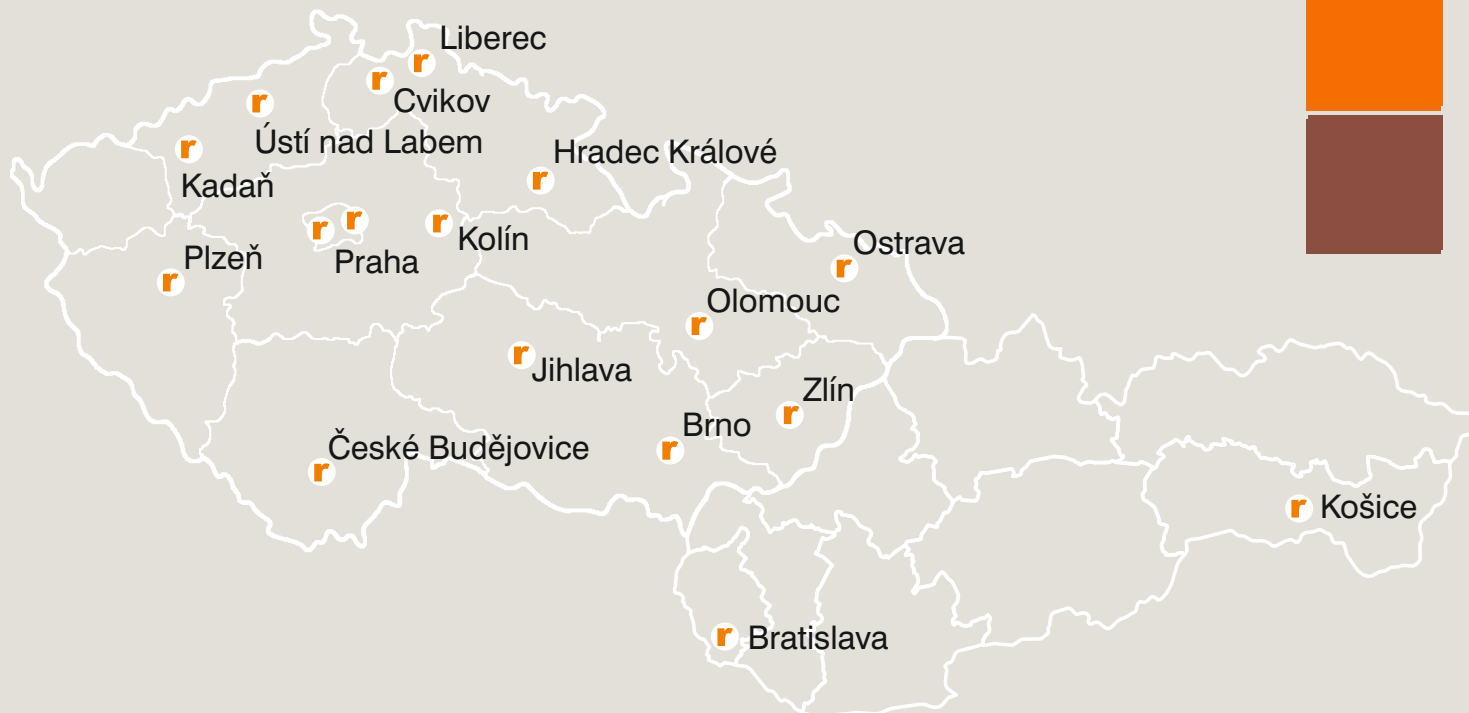 Liberec
r
r
Cvikov
r
Ústí nad Labem
r
Kadaň
Hradec Králové
r
r
r
Praha
r
Kolín
Plzeň
r
Ostrava
r
Olomouc
r
r
Jihlava
Zlín
r
Brno
r
České Budějovice
r
r
Košice
r
Bratislava